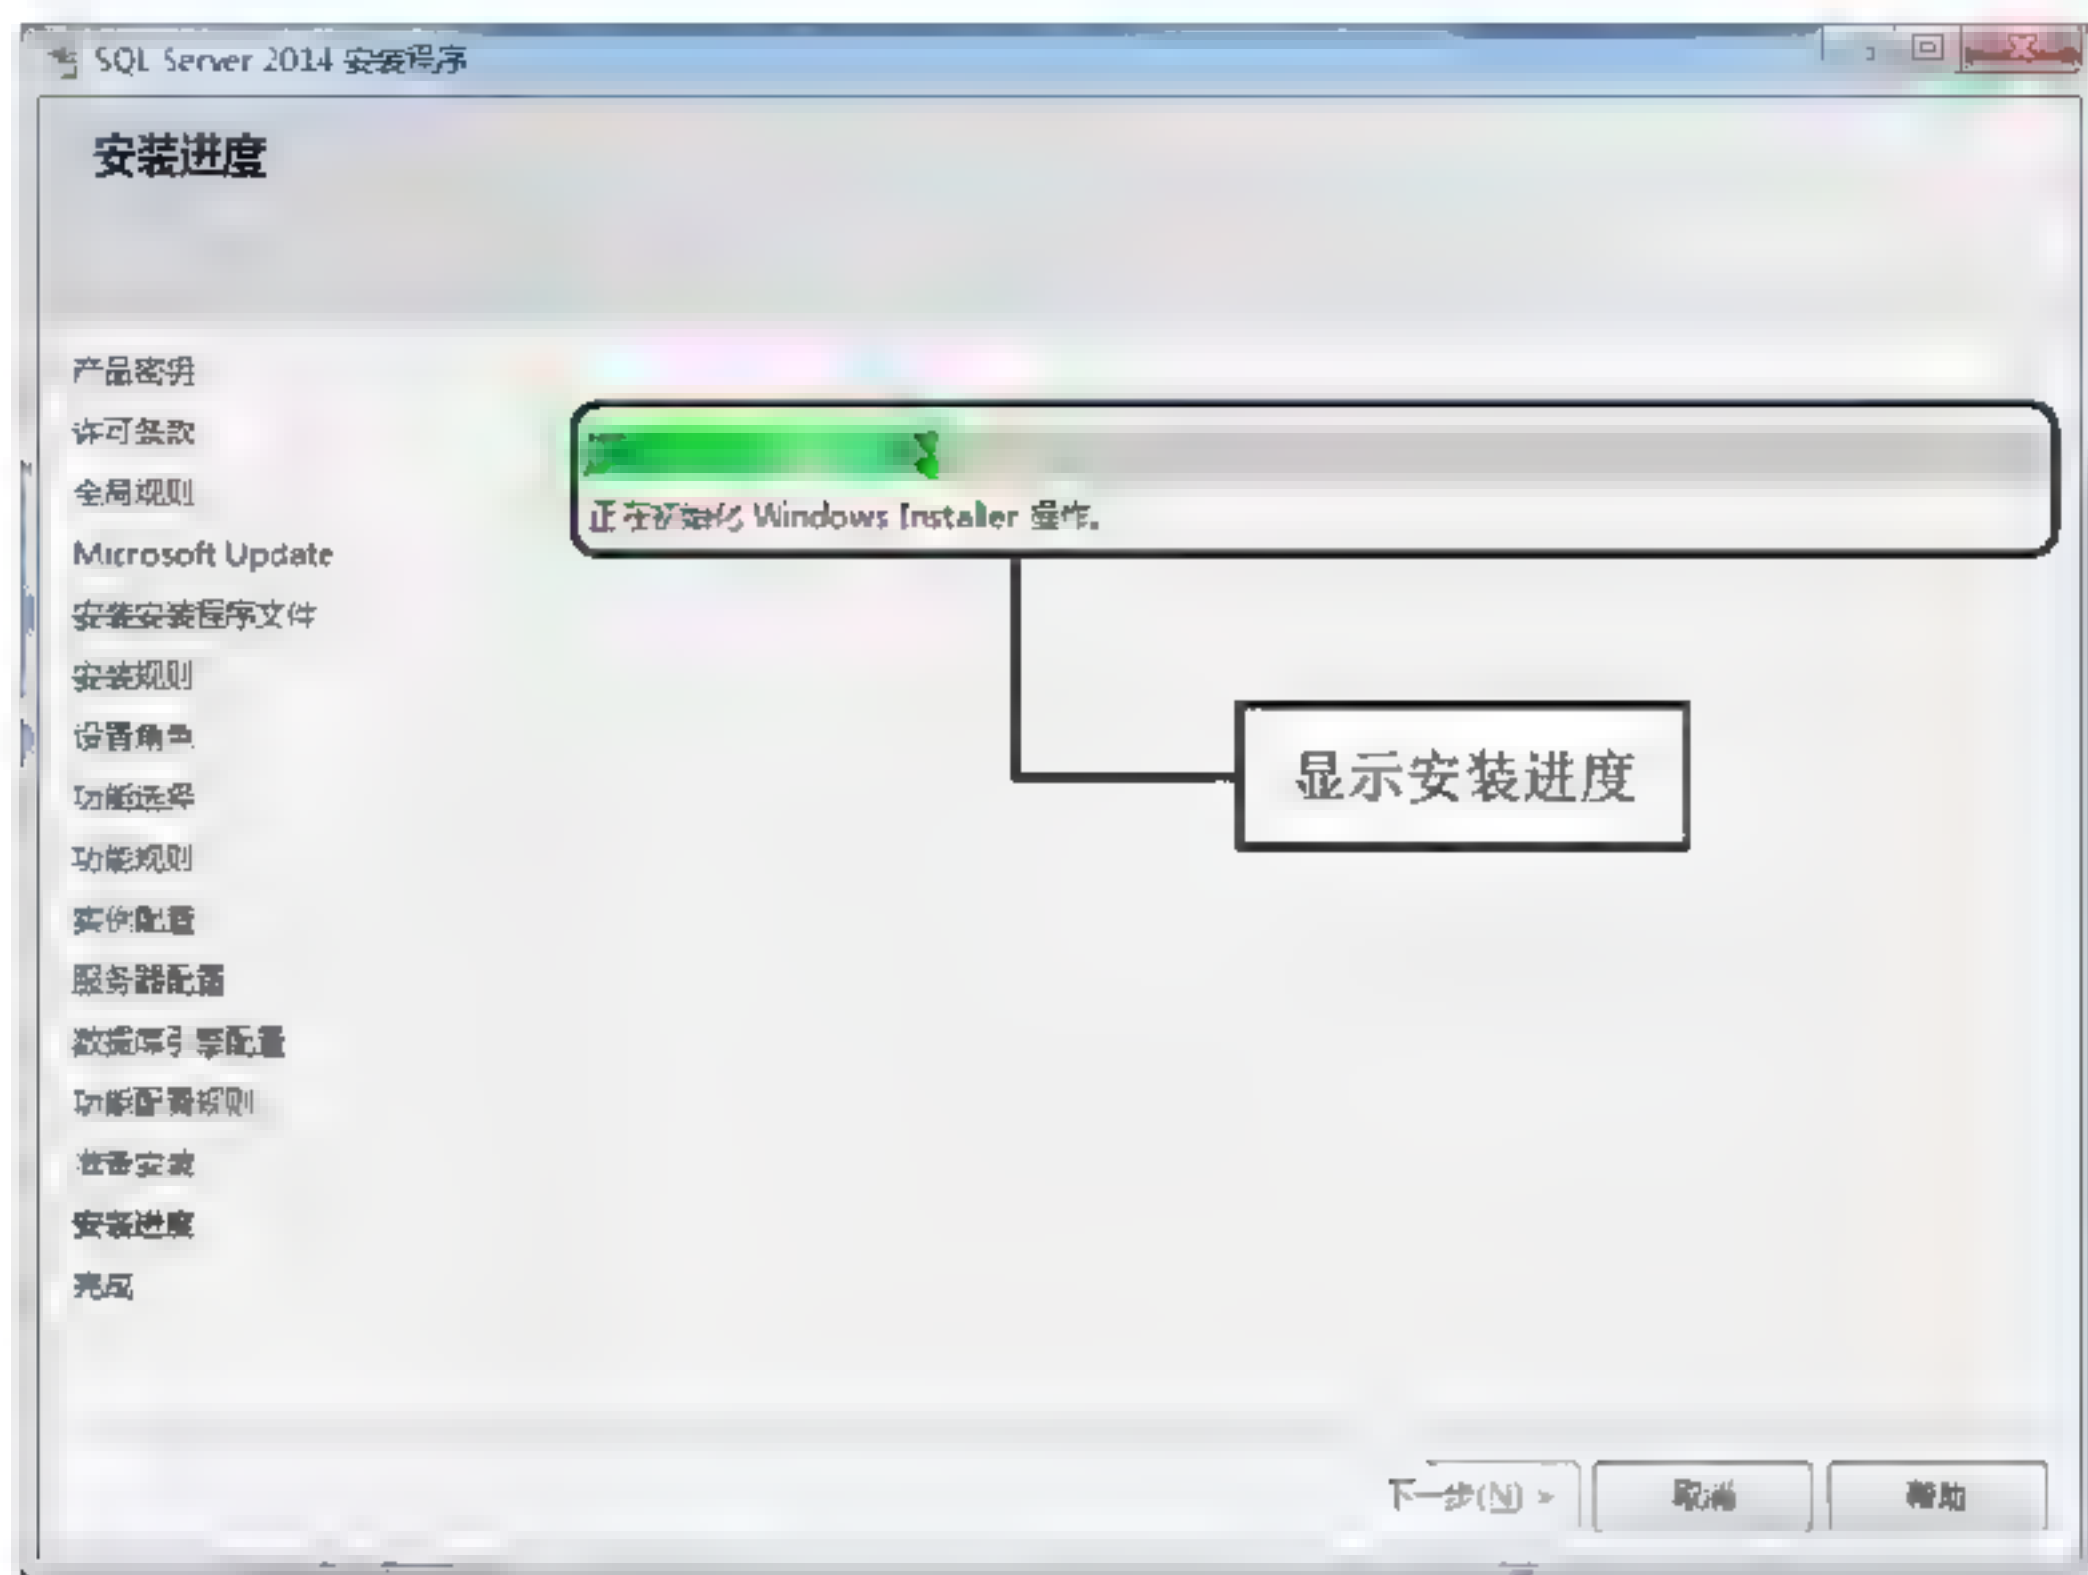 SQL Server 2014 安装程序
安装进度
产品密钥
许可条款
全局规则
Microsoft Update
安装安装程序文件
安装规则
设置角色
功能选择
功能规则
实例配置
服务器配置
数据库引擎配置
功能配置规则
准备安装
安装进度
完成
正在初始化 Windows Installer 操作。
显示安装进度
下一步(N) >
取消
帮助